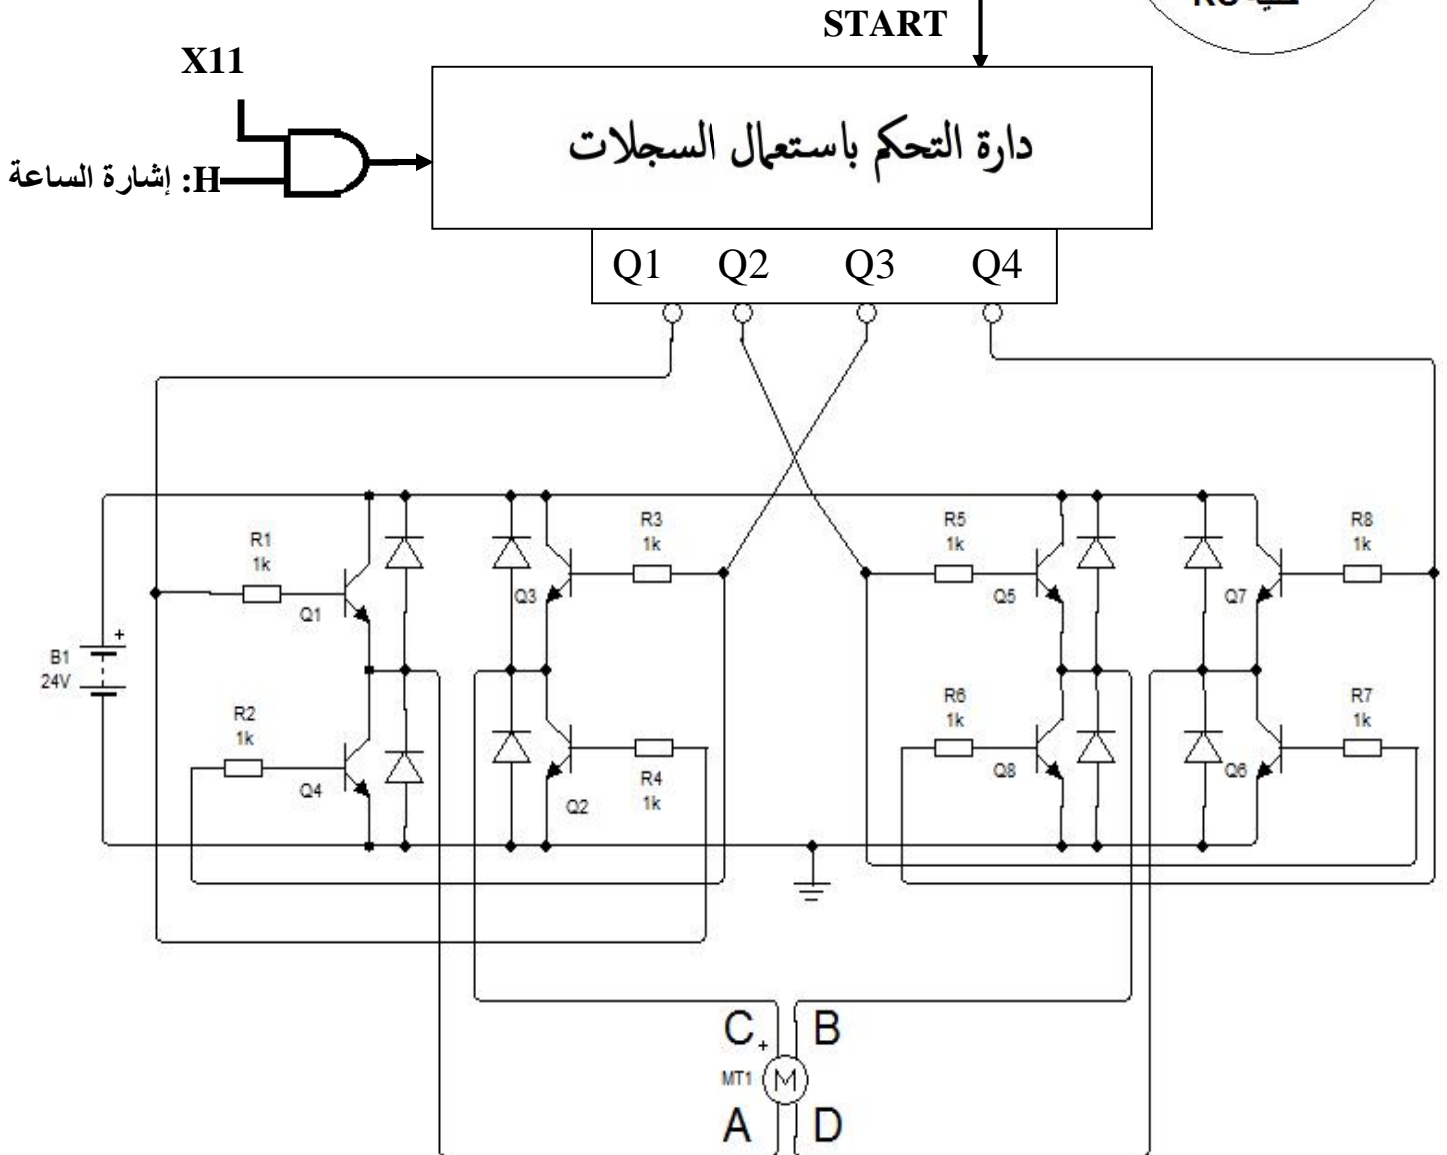 START
X11
دارة التحكم باستعمال السجلات
H: إشارة الساعة
Q1 Q2 Q3 Q4
R1
1k
R3
1k
R5
1k
R8
1k
Q1
Q3
Q5
Q7
B1
24V
+
R2
1k
R4
1k
R6
1k
R7
1k
Q4
Q2
Q8
Q6
C + B
MT1 M
A D